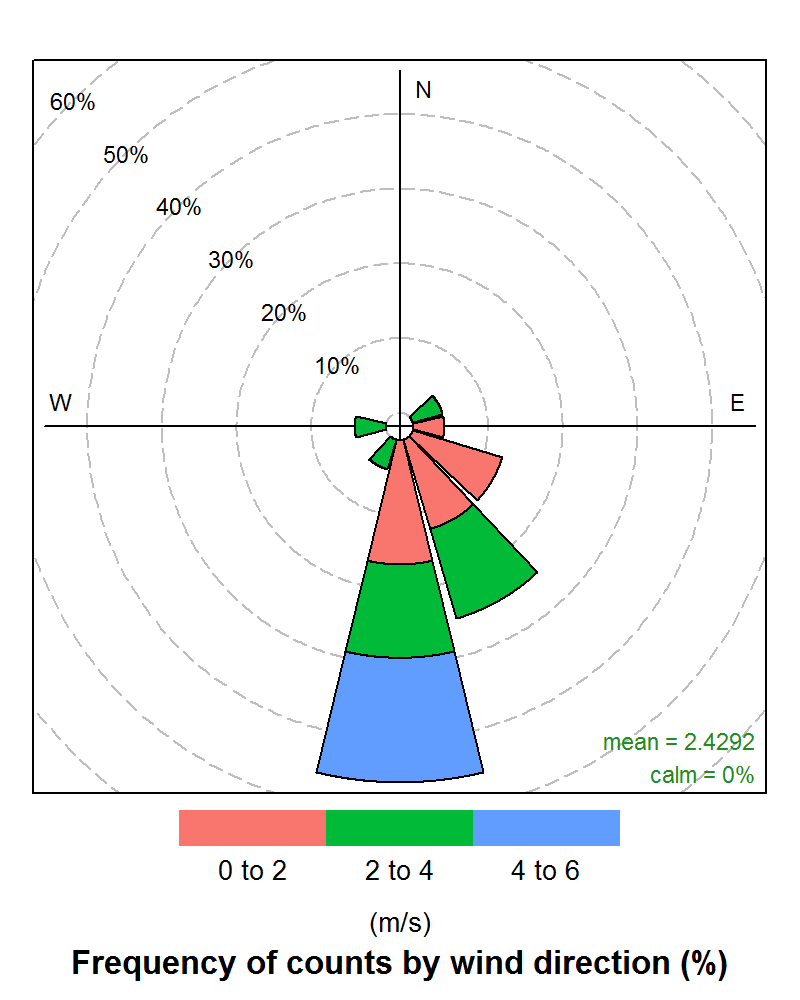 N
60%
50%
40%
30%
20%
10%
W
E
mean = 2.4292
calm = 0%
0 to 2 2 to 4 4 to 6
(m/s)
Frequency of counts by wind direction (%)